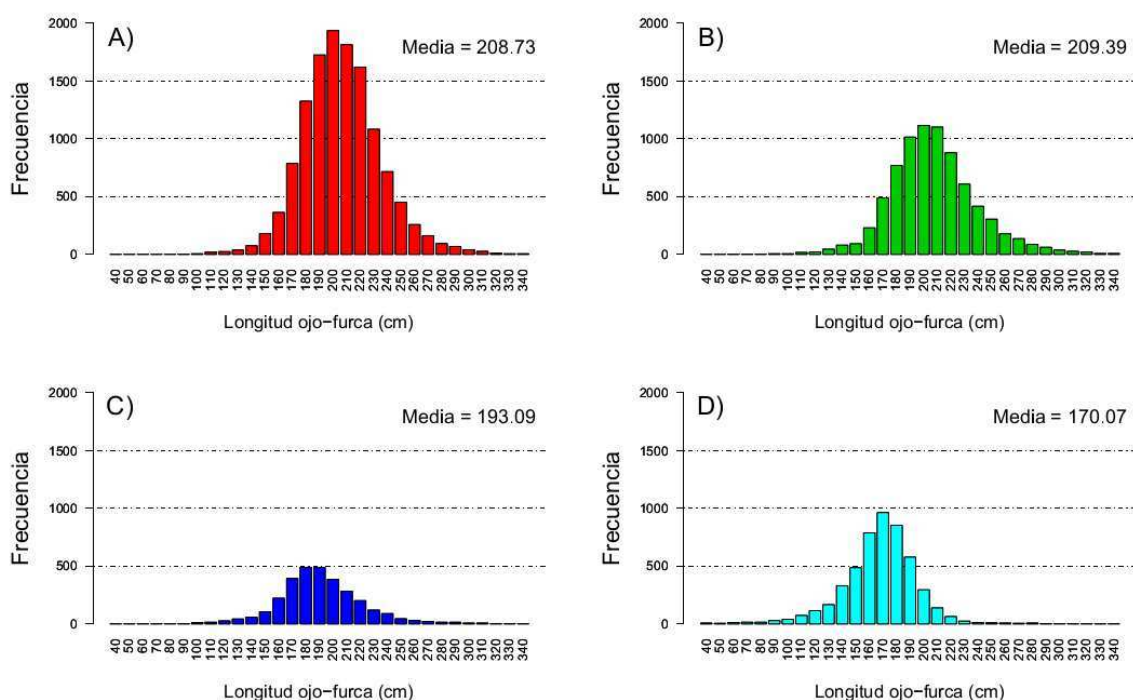 A)
Media = 208.73
Frecuencia
2000
1500
1000
500
0
40 50 60 70 80 90 100 110 120 130 140 150 160 170 180 190 200 210 220 230 240 250 260 270 280 290 300 310 320 330 340
Longitud ojo-furca (cm)
B)
Media = 209.39
Frecuencia
2000
1500
1000
500
0
40 50 60 70 80 90 100 110 120 130 140 150 160 170 180 190 200 210 220 230 240 250 260 270 280 290 300 310 320 330 340
Longitud ojo-furca (cm)
C)
Media = 193.09
Frecuencia
2000
1500
1000
500
0
40 50 60 70 80 90 100 110 120 130 140 150 160 170 180 190 200 210 220 230 240 250 260 270 280 290 300 310 320 330 340
Longitud ojo-furca (cm)
D)
Media = 170.07
Frecuencia
2000
1500
1000
500
0
40 50 60 70 80 90 100 110 120 130 140 150 160 170 180 190 200 210 220 230 240 250 260 270 280 290 300 310 320 330 340
Longitud ojo-furca (cm)